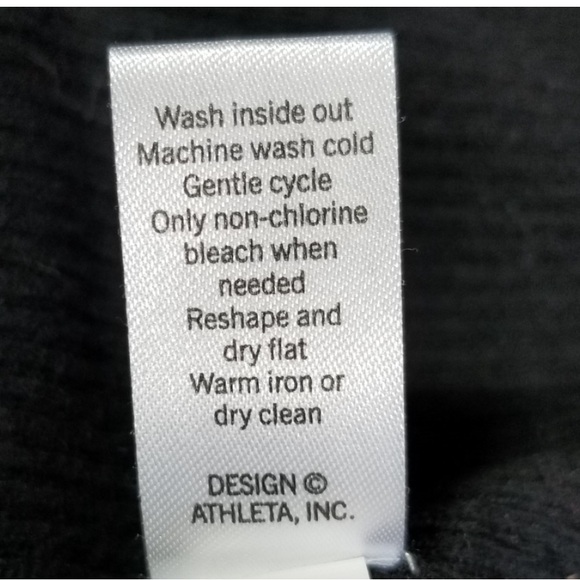 Wash inside out
Machine wash cold
Gentle cycle
Only non-chlorine
bleach when
needed
Reshape and
dry flat
Warm iron or
dry clean
DESIGN ©
ATHLETA, INC.